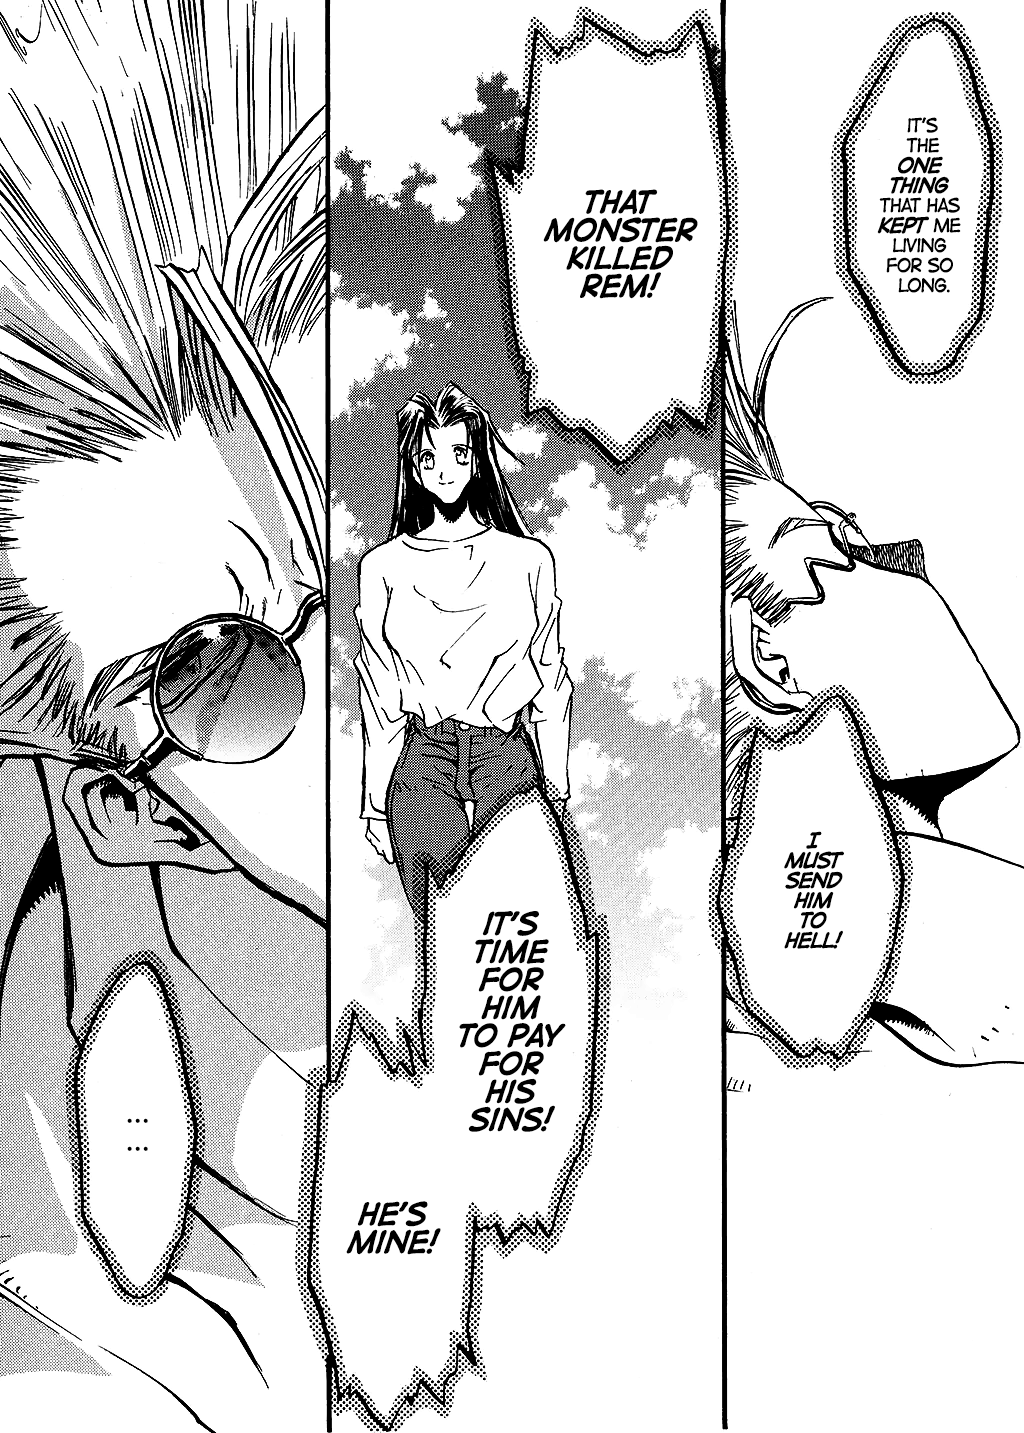 IT'S
THE
ONE
THING
THAT HAS
KEPT ME
LIVING
FOR SO
LONG.
I
MUST
SEND
HIM
TO
HELL!
THAT
MONSTER
KILLED
REM!
IT'S
TIME
FOR
HIM
TO PAY
FOR
HIS
SINS!
HE'S
MINE!
...
...